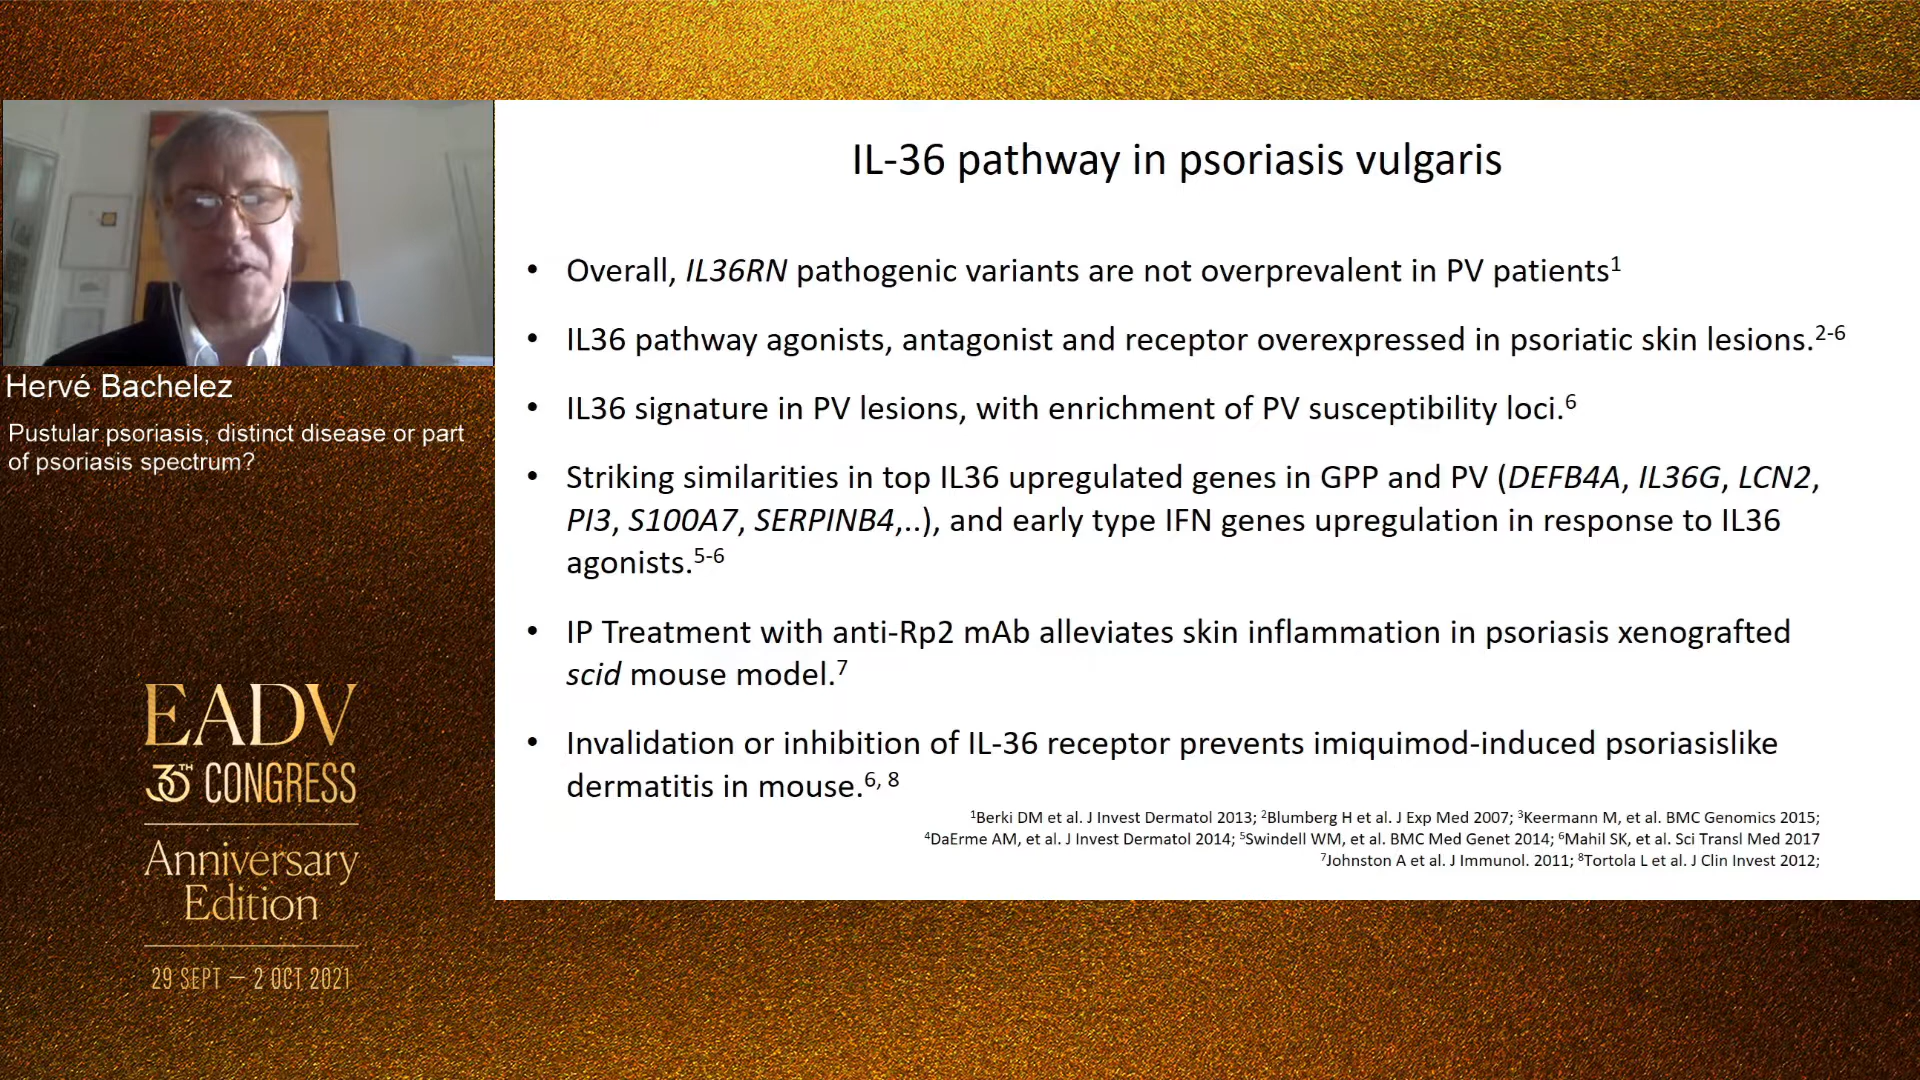 Hervé Bachelez
Pustular psoriasis, distinct disease or part
of psoriasis spectrum?
EADV
30TH CONGRESS
Anniversary
Edition
29 SEPT — 2 OCT 2021
IL-36 pathway in psoriasis vulgaris
• Overall, IL36RN pathogenic variants are not overprevalent in PV patients1
• IL36 pathway agonists, antagonist and receptor overexpressed in psoriatic skin lesions.2-6
• IL36 signature in PV lesions, with enrichment of PV susceptibility loci.6
• Striking similarities in top IL36 upregulated genes in GPP and PV (DEFB4A, IL36G, LCN2,
PI3, S100A7, SERPINB4,..), and early type IFN genes upregulation in response to IL36
agonists.5-6
• IP Treatment with anti-Rp2 mAb alleviates skin inflammation in psoriasis xenografted
scid mouse model.7
• Invalidation or inhibition of IL-36 receptor prevents imiquimod-induced psoriasislike
dermatitis in mouse.6, 8
1Berki DM et al. J Invest Dermatol 2013; 2Blumberg H et al. J Exp Med 2007; 3Keermann M, et al. BMC Genomics 2015;
4DaErme AM, et al. J Invest Dermatol 2014; 5Swindell WM, et al. BMC Med Genet 2014; 6Mahil SK, et al. Sci Transl Med 2017
7Johnston A et al. J Immunol. 2011; 8Tortola L et al. J Clin Invest 2012;